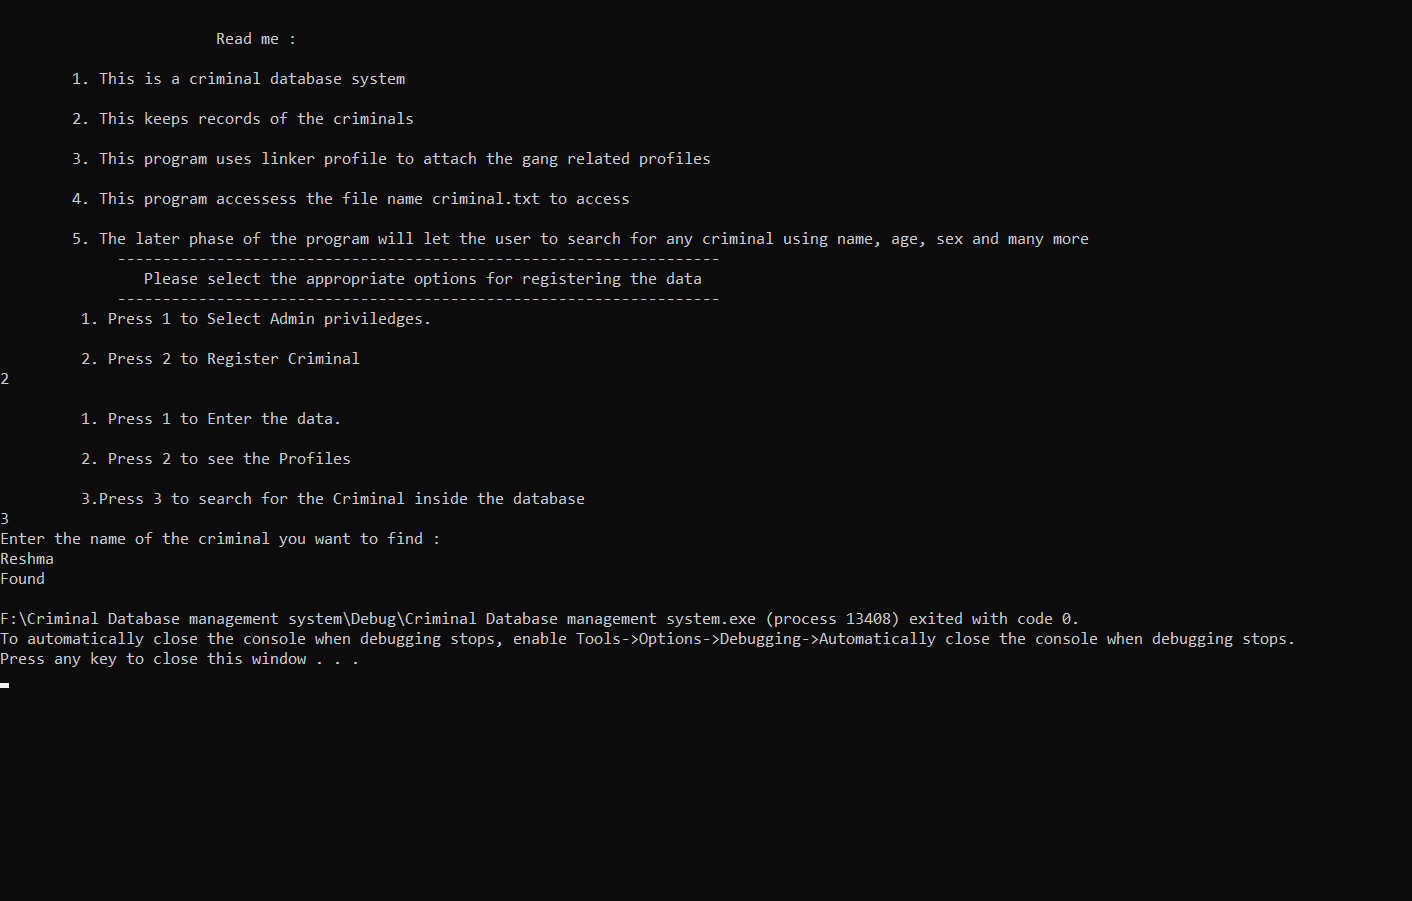 Read me :
1. This is a criminal database system
2. This keeps records of the criminals
3. This program uses linker profile to attach the gang related profiles
4. This program accessess the file name criminal.txt to access
5. The later phase of the program will let the user to search for any criminal using name, age, sex and many more
-------------------------------------------------------------------
Please select the appropriate options for registering the data
-------------------------------------------------------------------
1. Press 1 to Select Admin priviledges.
2. Press 2 to Register Criminal
2
1. Press 1 to Enter the data.
2. Press 2 to see the Profiles
3.Press 3 to search for the Criminal inside the database
3
Enter the name of the criminal you want to find :
Reshma
Found
F:\Criminal Database management system\Debug\Criminal Database management system.exe (process 13408) exited with code 0.
To automatically close the console when debugging stops, enable Tools->Options->Debugging->Automatically close the console when debugging stops.
Press any key to close this window . . .